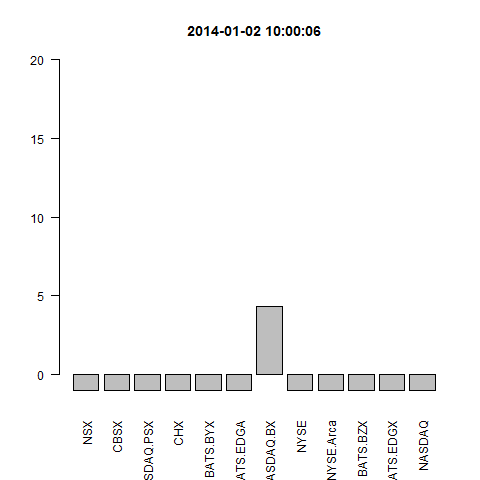 2014-01-02 10:00:06
20
15
10
5
0
NSX
CBSX
SDAQ.PSX
CHX
BATS.BYX
ATS.EDGA
ASDAQ.BX
NYSE
NYSE.Arca
BATS.BZX
ATS.EDGX
NASDAQ